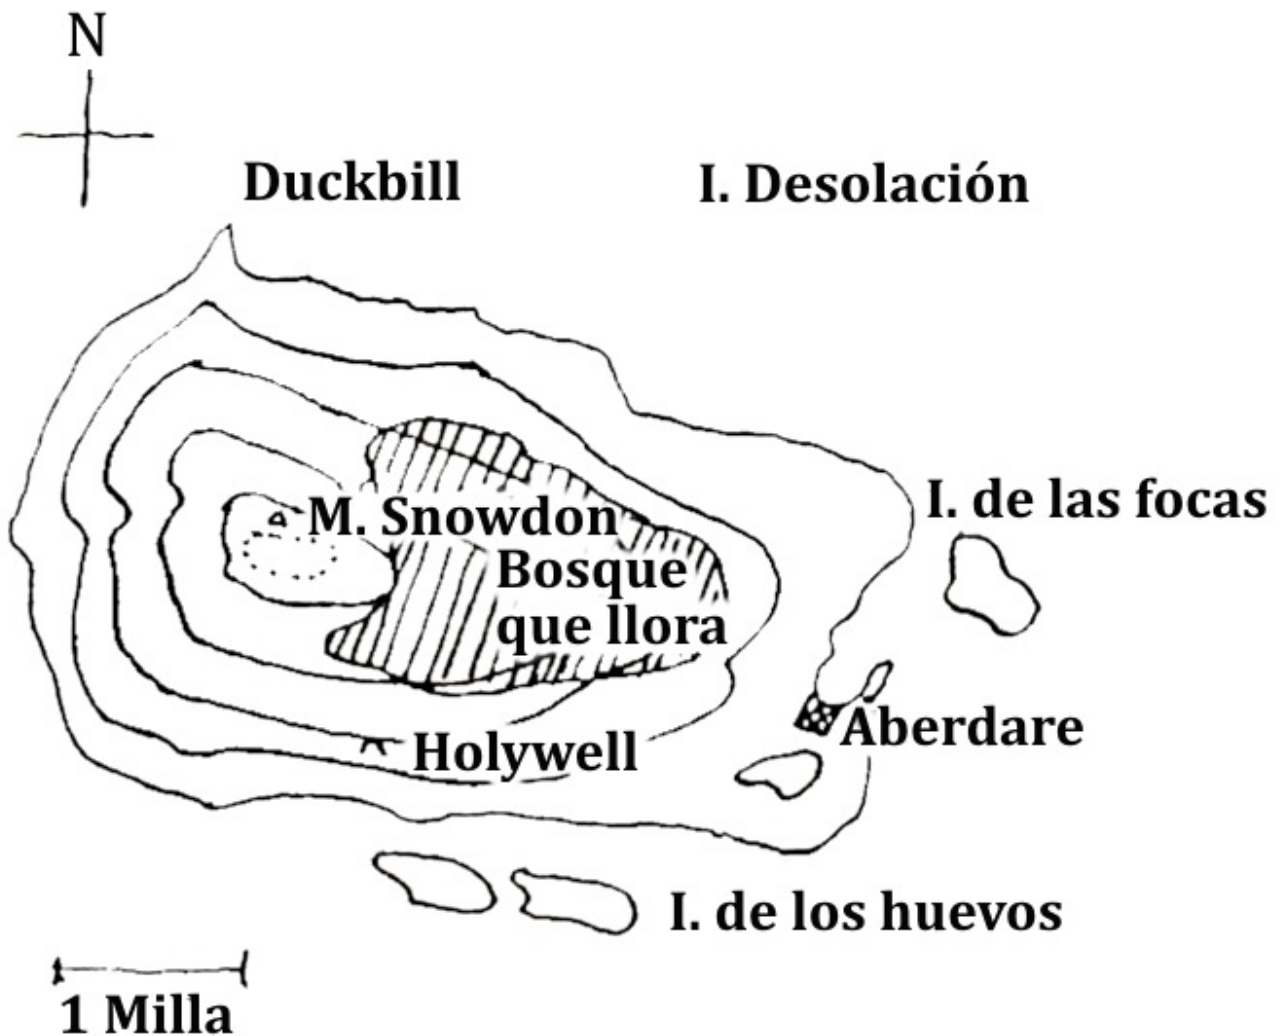 N
Duckbill
I. Desolación
I. de las focas
M. Snowdon
Bosque
que llora
Aberdare
Holywell
I. de los huevos
1 Milla